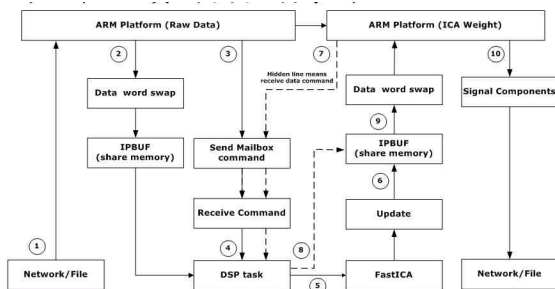 ARM Platform (Raw Data)
ARM Platform (ICA Weight)
2
3
7
10
Hidden line means
receive data command
Data word swap
Data word swap
Signal Components
9
IPBUF
(share memory)
Send Mailbox
command
IPBUF
(share memory)
6
Receive Command
Update
1
4
8
Network/File
DSP task
FastICA
Network/File
5